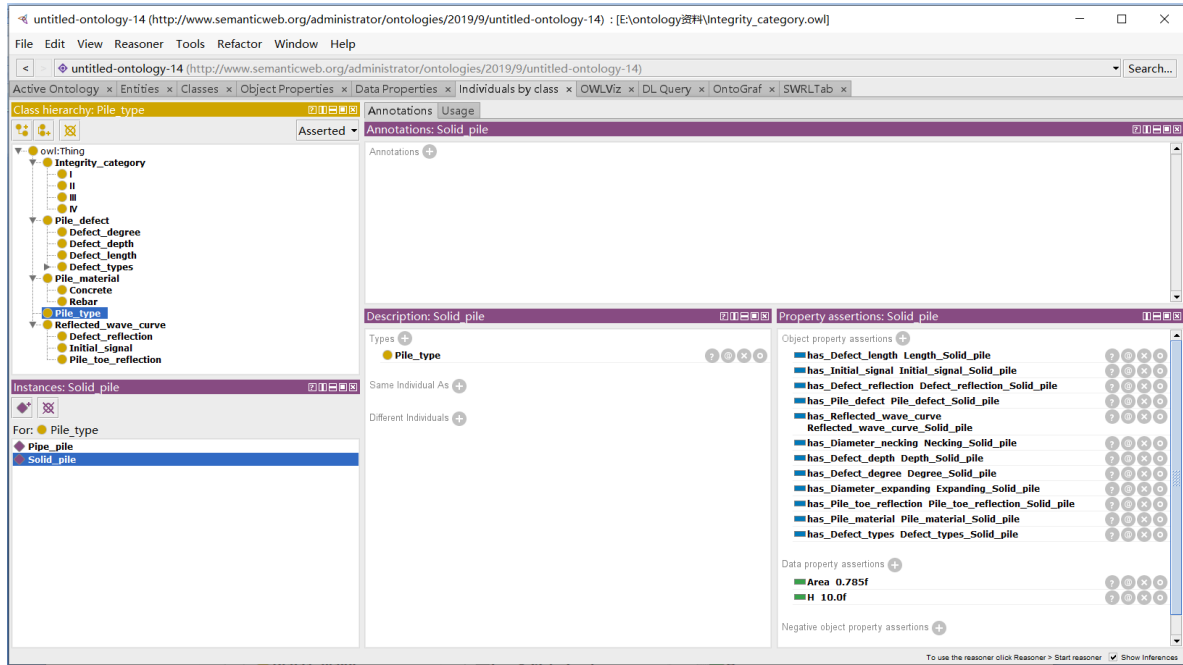 untitled-ontology-14 (http://www.semanticweb.org/administrator/ontologies/2019/9/untitled-ontology-14) : [E:\ontology资料\Integrity_category.owl]
File Edit View Reasoner Tools Refactor Window Help
< > untitled-ontology-14 (http://www.semanticweb.org/administrator/ontologies/2019/9/untitled-ontology-14) Search...
Active Ontology × Entities × Classes × Object Properties × Data Properties × Individuals by class × OWLViz × DL Query × OntoGraf × SWRLTab ×
Class hierarchy: Pile_type
Asserted
owl:Thing
Integrity_category
I
II
III
IV
Pile_defect
Defect_degree
Defect_depth
Defect_length
Defect_types
Pile_material
Concrete
Rebar
Pile_type
Reflected_wave_curve
Defect_reflection
Initial_signal
Pile_toe_reflection
Instances: Solid_pile
For: Pile_type
Pipe_pile
Solid_pile
Annotations Usage
Annotations: Solid_pile
Annotations
Description: Solid_pile
Types
Pile_type
Same Individual As
Different Individuals
Property assertions: Solid_pile
Object property assertions
has_Defect_length Length_Solid_pile
has_Initial_signal Initial_signal_Solid_pile
has_Defect_reflection Defect_reflection_Solid_pile
has_Pile_defect Pile_defect_Solid_pile
has_Reflected_wave_curve
Reflected_wave_curve_Solid_pile
has_Diameter_necking Necking_Solid_pile
has_Defect_depth Depth_Solid_pile
has_Defect_degree Degree_Solid_pile
has_Diameter_expanding Expanding_Solid_pile
has_Pile_toe_reflection Pile_toe_reflection_Solid_pile
has_Pile_material Pile_material_Solid_pile
has_Defect_types Defect_types_Solid_pile
Data property assertions
Area 0.785f
H 10.0f
Negative object property assertions
To use the reasoner click Reasoner > Start reasoner Show Inferences